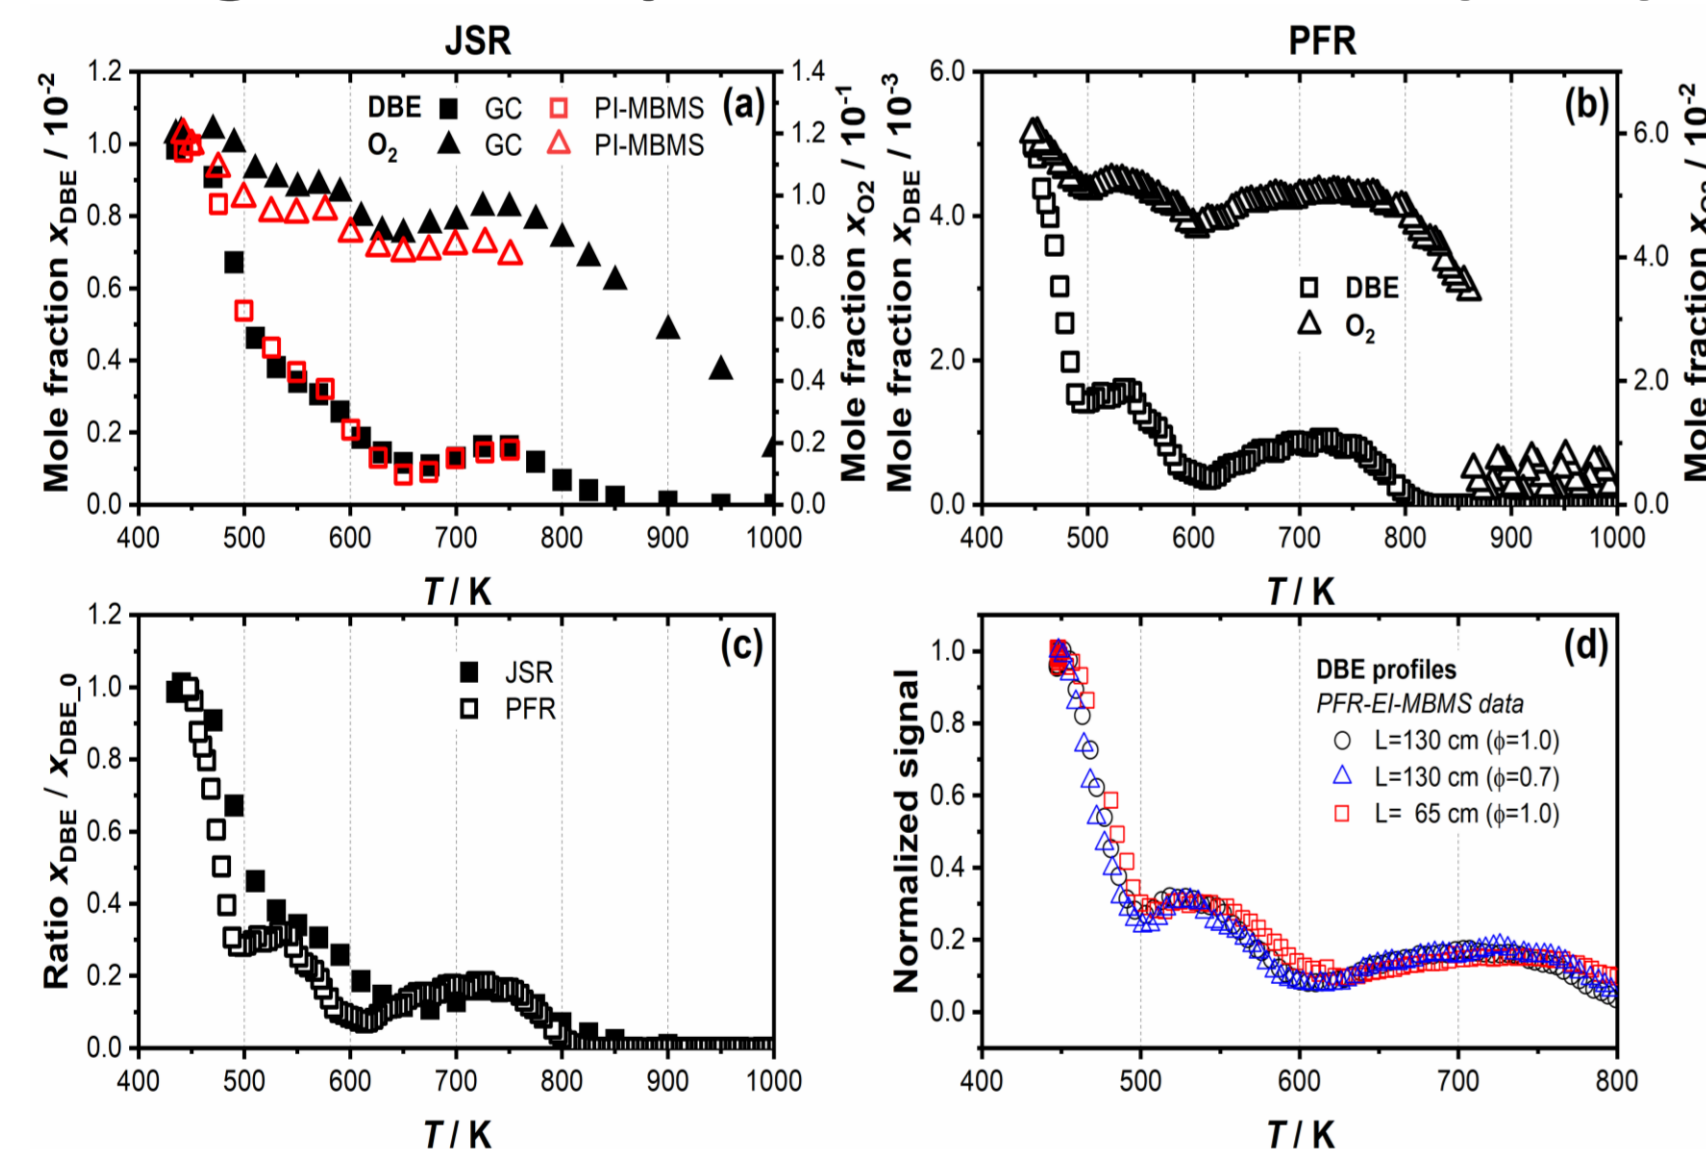 JSR
PFR
(a)
DBE GC PI-MBMS
O2 GC PI-MBMS
Mole fraction xDBE / 10-2
1.2
1.0
0.8
0.6
0.4
0.2
0.0
1.4
1.2
1.0
0.8
0.6
0.4
0.2
0.0
Mole fraction xO2 / 10-1
400 500 600 700 800 900 1000
T / K
(b)
DBE
O2
Mole fraction xDBE / 10-3
6.0
4.0
2.0
0.0
6.0
4.0
2.0
0.0
Mole fraction / 10-2
400 500 600 700 800 900 1000
T / K
(c)
JSR
PFR
Ratio xDBE / xDBE_0
1.2
1.0
0.8
0.6
0.4
0.2
0.0
400 500 600 700 800 900 1000
T / K
(d)
DBE profiles
PFR-EI-MBMS data
L=130 cm (ϕ=1.0)
L=130 cm (ϕ=0.7)
L= 65 cm (ϕ=1.0)
Normalized signal
1.0
0.8
0.6
0.4
0.2
0.0
400 500 600 700 800
T / K